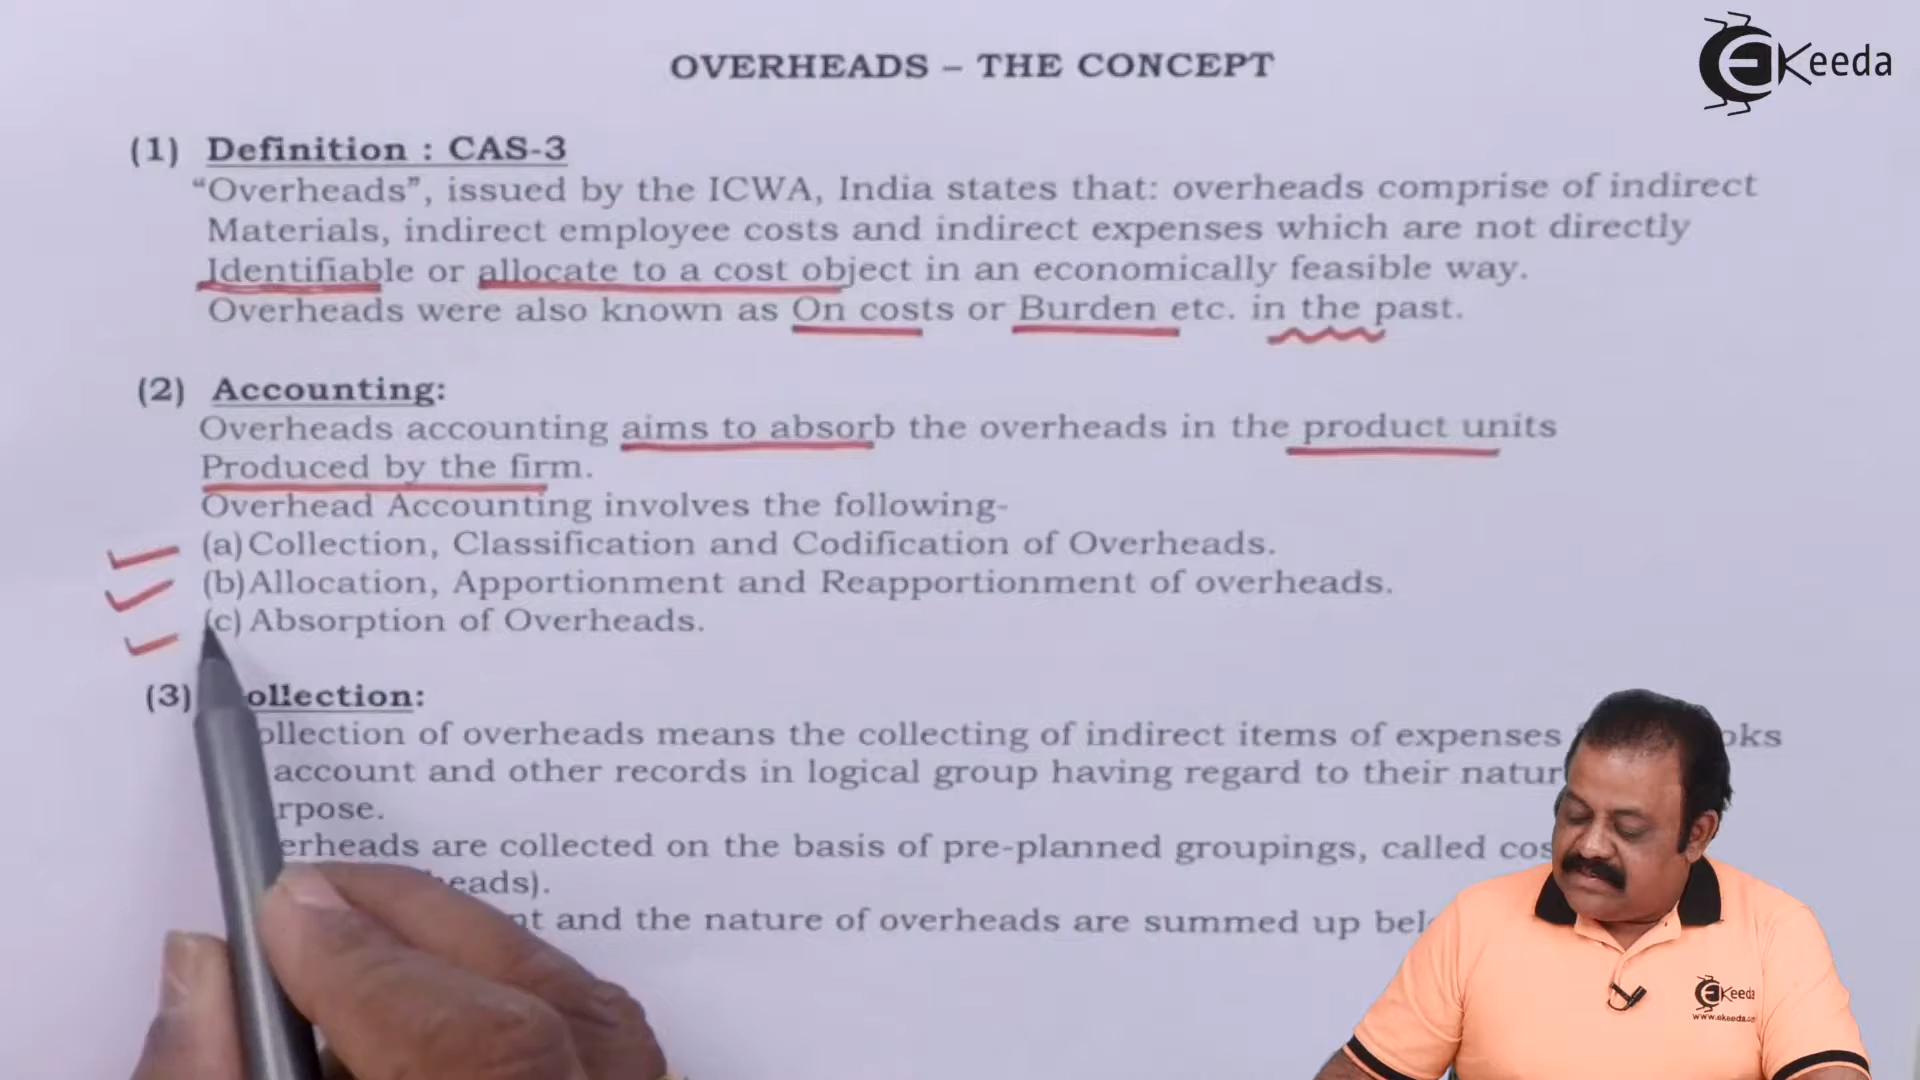 OVERHEADS – THE CONCEPT
Keeda
(1) Definition : CAS-3
“Overheads”, issued by the ICWA, India states that: overheads comprise of indirect
Materials, indirect employee costs and indirect expenses which are not directly
Identifiable or allocate to a cost object in an economically feasible way.
Overheads were also known as On costs or Burden etc. in the past.
(2) Accounting:
Overheads accounting aims to absorb the overheads in the product units
Produced by the firm.
Overhead Accounting involves the following-
(a) Collection, Classification and Codification of Overheads.
(b) Allocation, Apportionment and Reapportionment of overheads.
(c) Absorption of Overheads.
(3) ollection:
ollection of overheads means the collecting of indirect items of expenses oks
account and other records in logical group having regard to their natur
rpose.
erheads are collected on the basis of pre-planned groupings, called cos
eads).
nt and the nature of overheads are summed up bel
Keeda
www.ekeeda.co